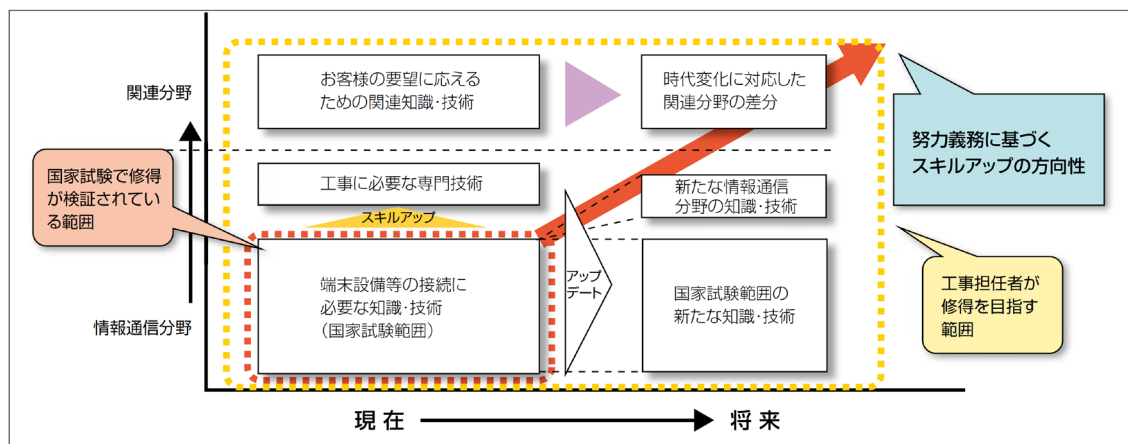 関連分野
お客様の要望に応える
ための関連知識・技術
時代変化に対応した
関連分野の差分
努力義務に基づく
スキルアップの方向性
国家試験で修得
が検証されてい
る範囲
工事に必要な専門技術
新たな情報通信
分野の知識・技術
スキルアップ
端末設備等の接続に
必要な知識・技術
（国家試験範囲）
アップ
デート
国家試験範囲の
新たな知識・技術
工事担任者が
修得を目指す
範囲
情報通信分野
現在
将来